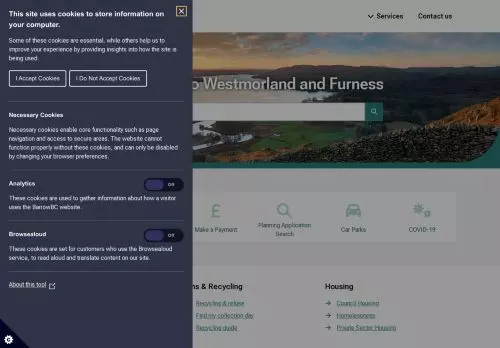 This site uses cookies to store information on
your computer.
Some of these cookies are essential, while others help us to
improve your experience by providing insights into how the site is
being used.
I Accept Cookies
I Do Not Accept Cookies
Necessary Cookies
Necessary cookies enable core functionality such as page
navigation and access to secure areas. The website cannot
function properly without these cookies, and can only be disabled
by changing your browser preferences.
Analytics
Off
These cookies are used to gather information about how a visitor
uses the BarrowBC website.
Browsealoud
Off
These cookies are set for customers who use the Browsealoud
service, to read aloud and translate content on our site.
About this tool
Services
Contact us
o Westmorland and Furness
Make a Payment
Planning Application
Search
Car Parks
COVID-19
ns & Recycling
Recycling & refuse
Find my collection day
Recycling guide
Housing
Council Housing
Homelessness
Private Sector Housing